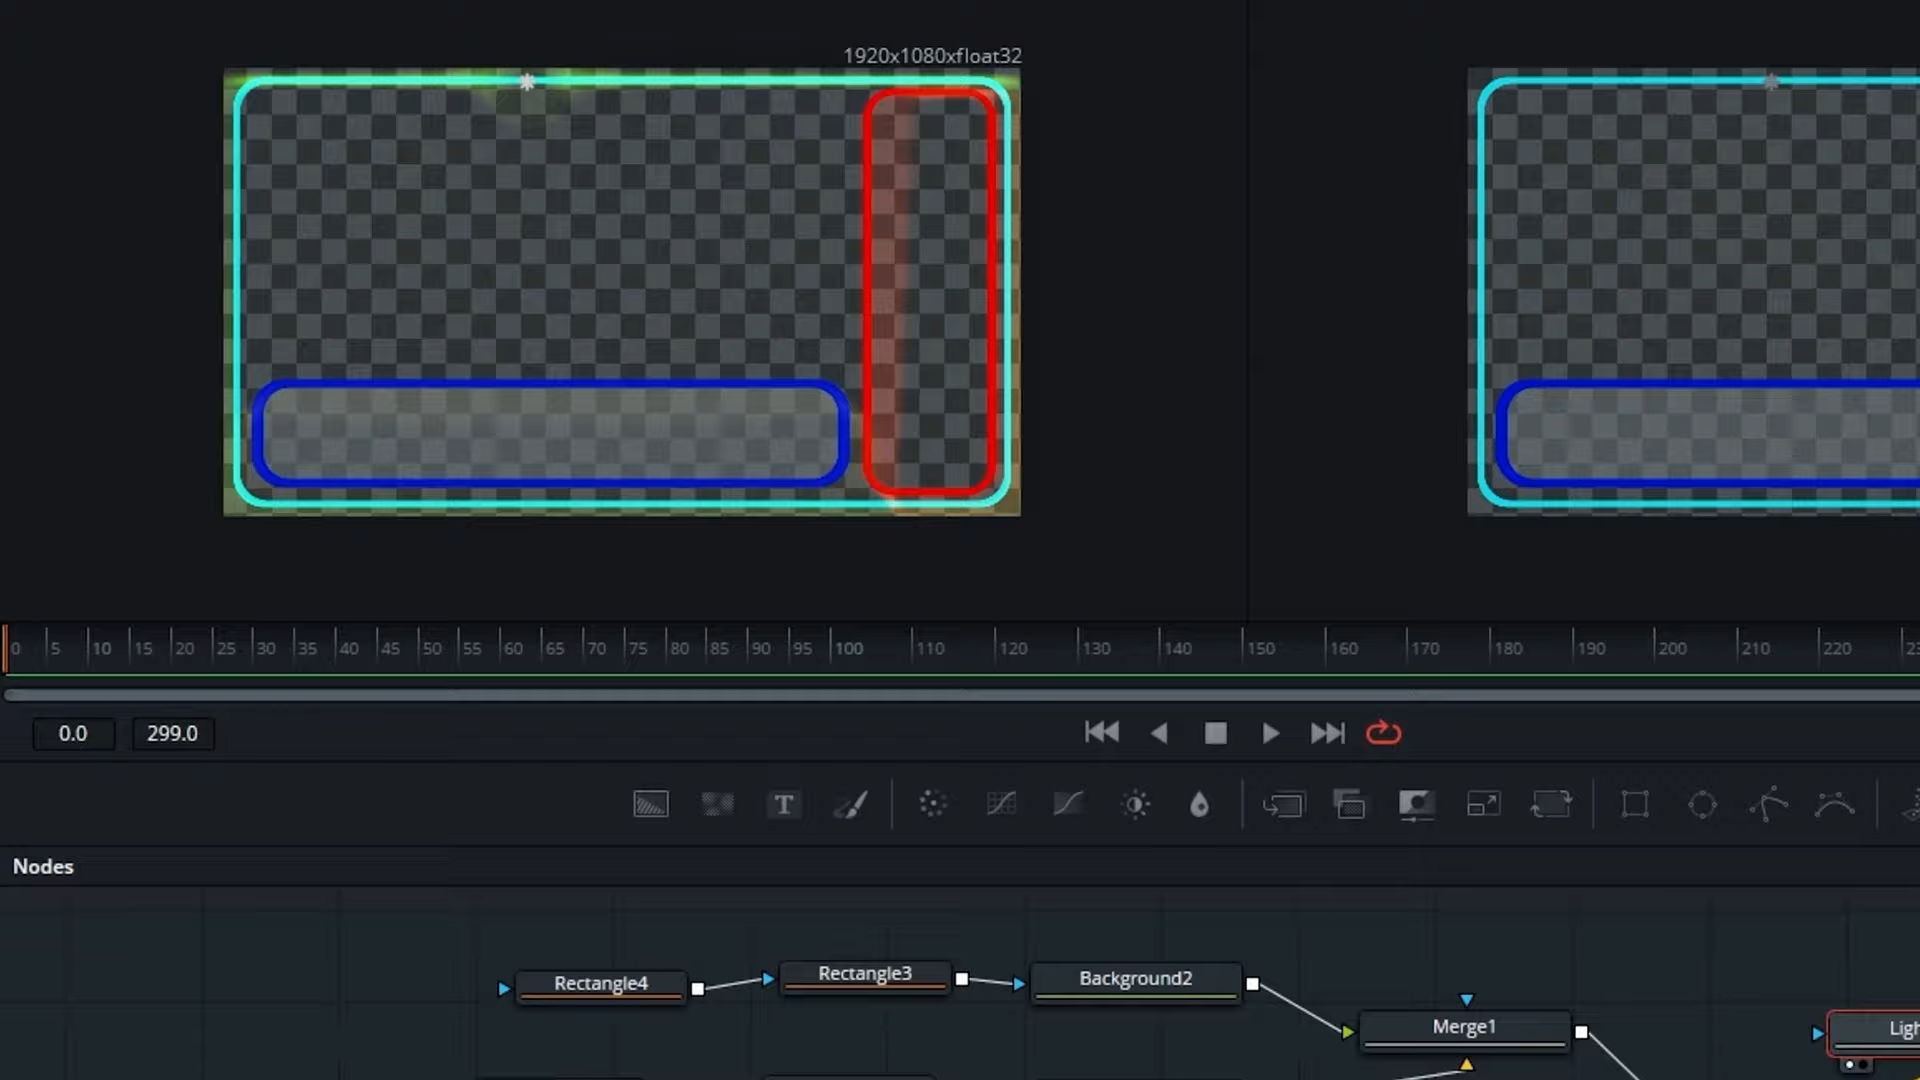 1920x1080xfloat32
0 5 10 15 20 25 30 35 40 45 50 55 60 65 70 75 80 85 90 95 100 110 120 130 140 150 160 170 180 190 200 210 220
0.0 299.0
T
Nodes
Rectangle4 Rectangle3 Background2
Merge1 Ligh